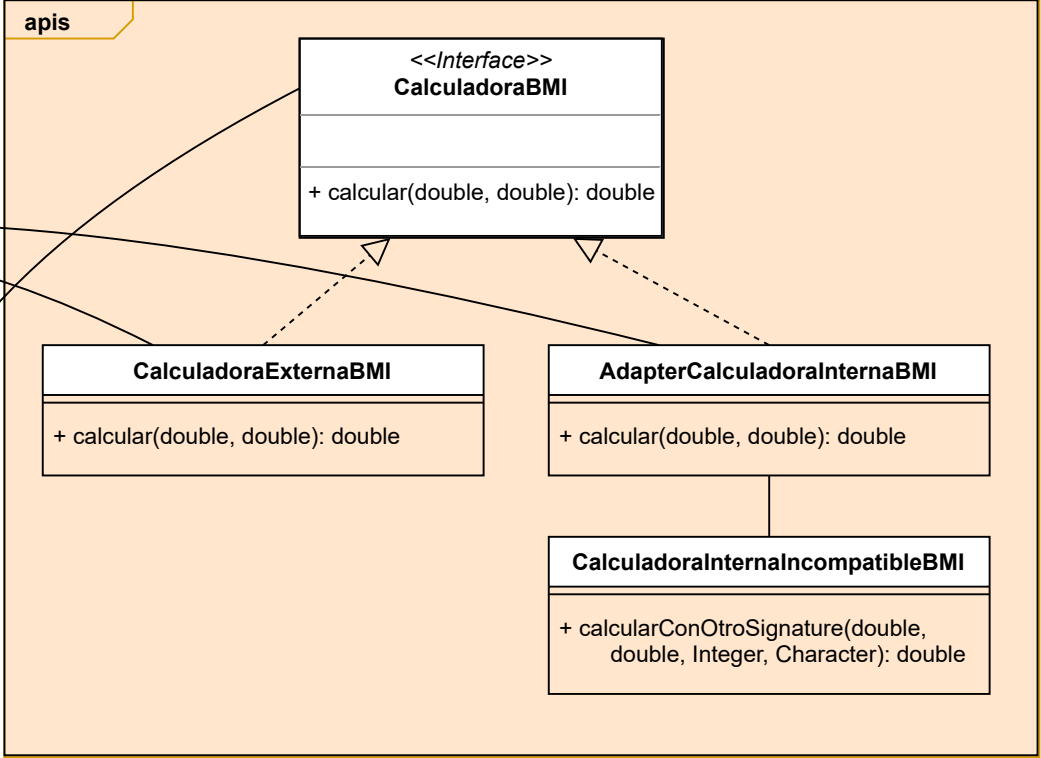 apis
<<Interface>>
CalculadoraBMI
+ calcular(double, double): double
CalculadoraExternaBMI
+ calcular(double, double): double
AdapterCalculadoraInternaBMI
+ calcular(double, double): double
CalculadoraInternaIncompatibleBMI
+ calcularConOtroSignature(double,
double, Integer, Character): double